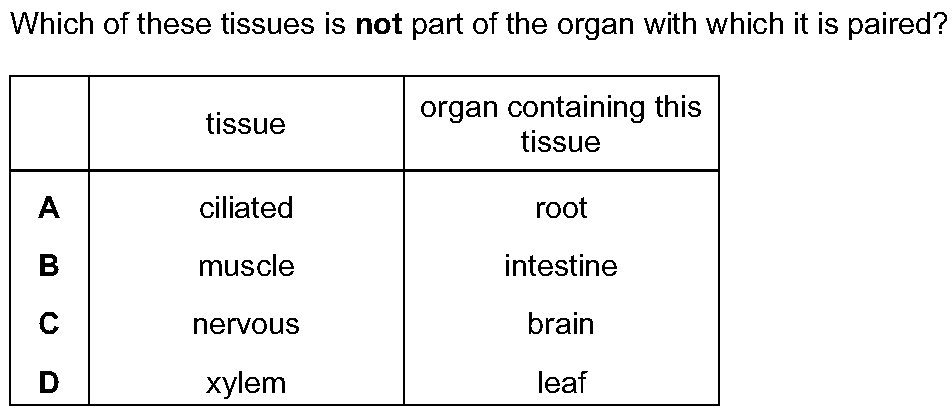 Which of these tissues is not part of the organ with which it is paired?
tissue
organ containing this
tissue
A ciliated root
B muscle intestine
C nervous brain
D xylem leaf